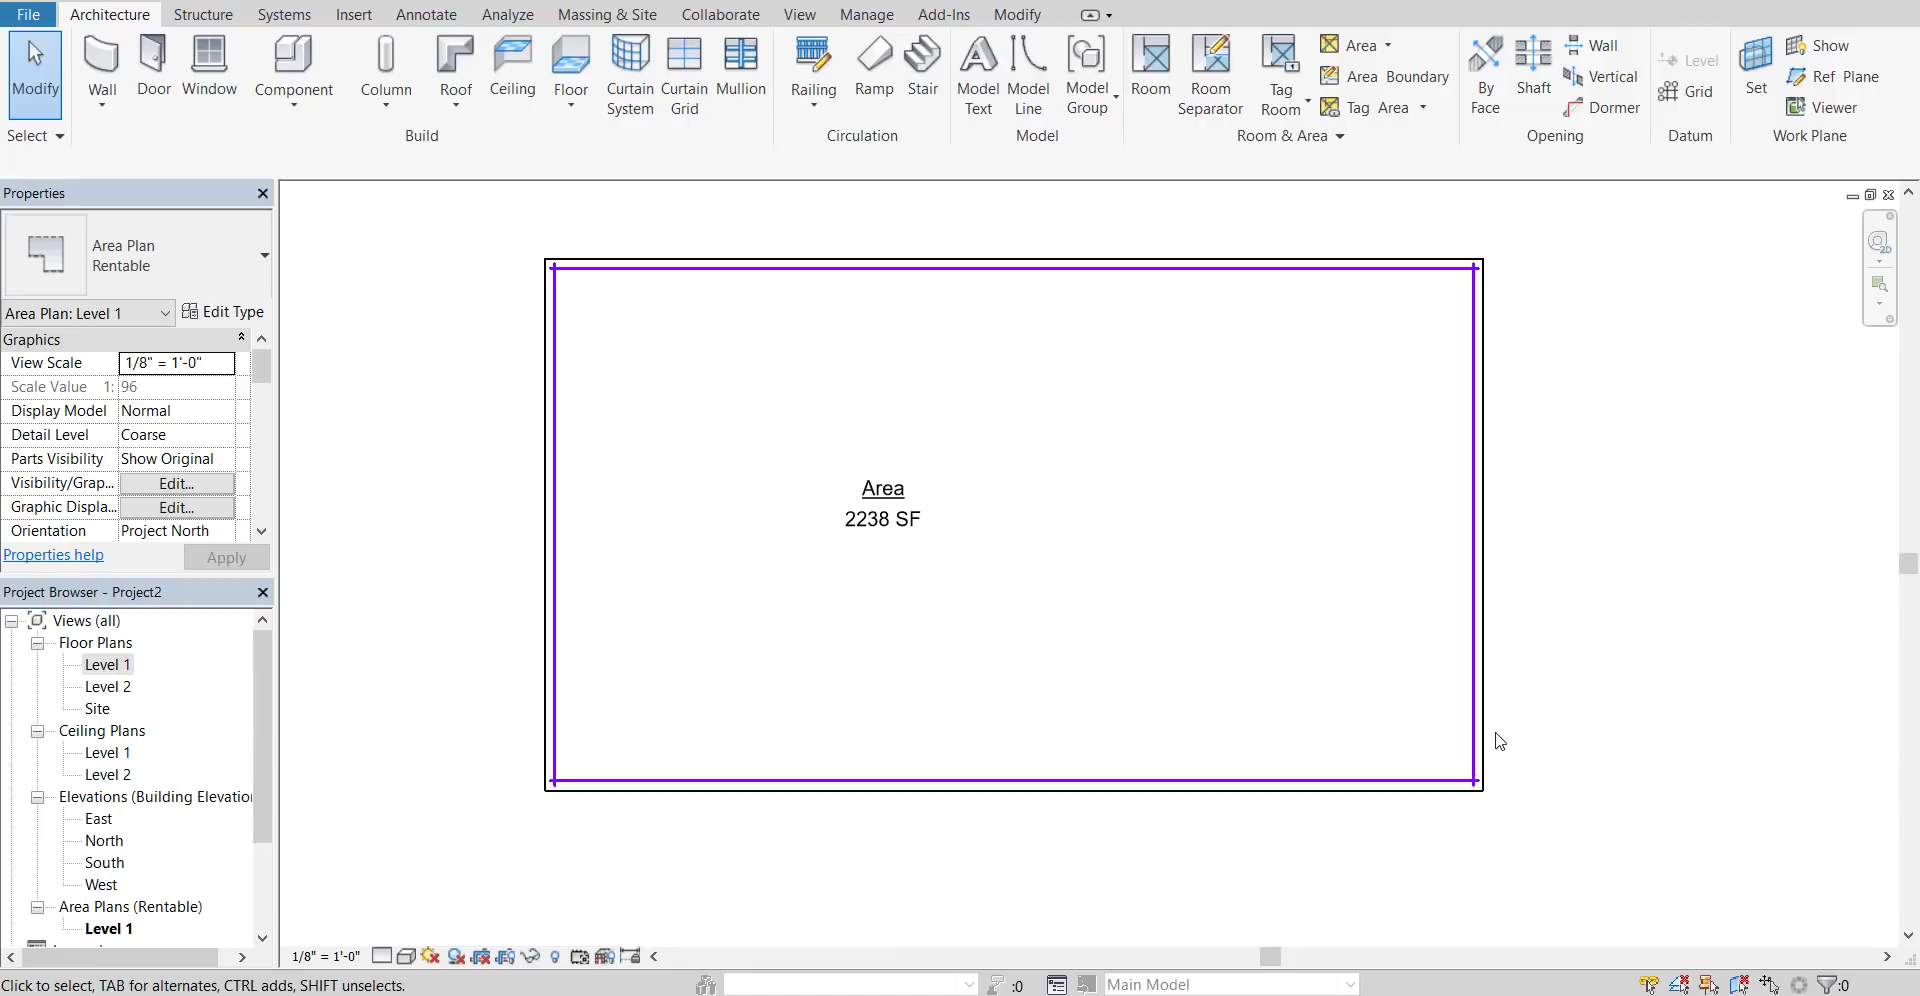 File Architecture Structure Systems Insert Annotate Analyze Massing & Site Collaborate View Manage Add-Ins Modify
Modify
Wall
Door
Window
Component
Column
Roof
Ceiling
Floor
Curtain
System
Curtain
Grid
Mullion
Railing
Ramp
Stair
Model
Text
Model
Line
Model
Group
Room
Room
Separator
Tag
Room
Area
Area Boundary
Tag Area
By
Face
Shaft
Wall
Vertical
Dormer
Level
Grid
Set
Show
Ref Plane
Viewer
Select Build Circulation Model Room & Area Opening Datum Work Plane
Properties
Area Plan
Rentable
Area Plan: Level 1 Edit Type
Graphics
View Scale 1/8" = 1'-0"
Scale Value 1: 96
Display Model Normal
Detail Level Coarse
Parts Visibility Show Original
Visibility/Grap... Edit...
Graphic Displa... Edit...
Orientation Project North
Properties help Apply
Project Browser - Project2
Views (all)
Floor Plans
Level 1
Level 2
Site
Ceiling Plans
Level 1
Level 2
Elevations (Building Elevatio
East
North
South
West
Area Plans (Rentable)
Level 1
Area
2238 SF
2D
1/8" = 1'-0"
Click to select, TAB for alternates, CTRL adds, SHIFT unselects.
:0
Main Model
:0